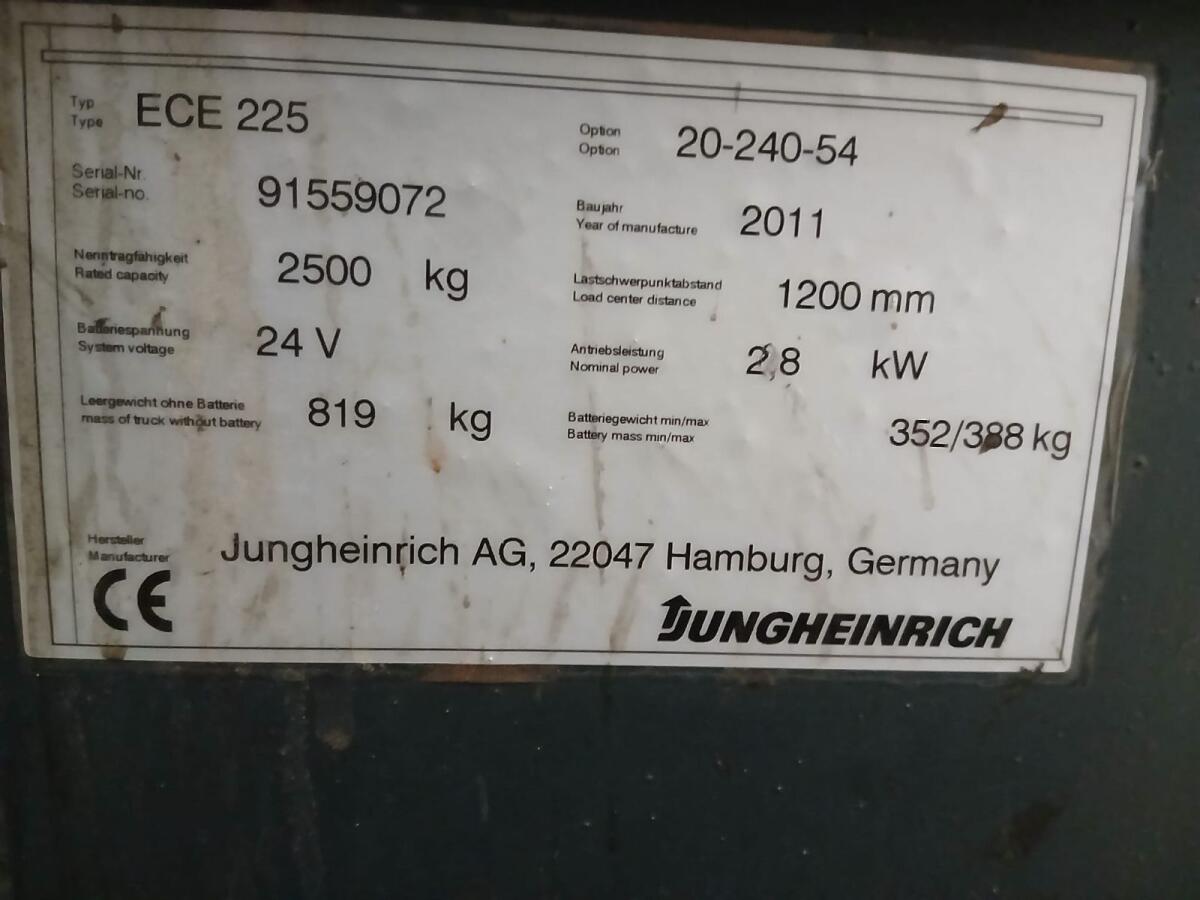 Typ
Type ECE 225
Option
Option 20-240-54
Serial-Nr.
Serial-no. 91559072
Baujahr
Year of manufacture 2011
Nenntragfähigkeit
Rated capacity 2500 kg
Lastschwerpunktabstand
Load center distance 1200 mm
Batteriespannung
System voltage 24 V
Antriebsleistung
Nominal power 2,8 kW
Leergewicht ohne Batterie
mass of truck without battery 819 kg
Batteriegewicht min/max
Battery mass min/max 352/388 kg
Hersteller
Manufacturer Jungheinrich AG, 22047 Hamburg, Germany
CE
JUNGHEINRICH